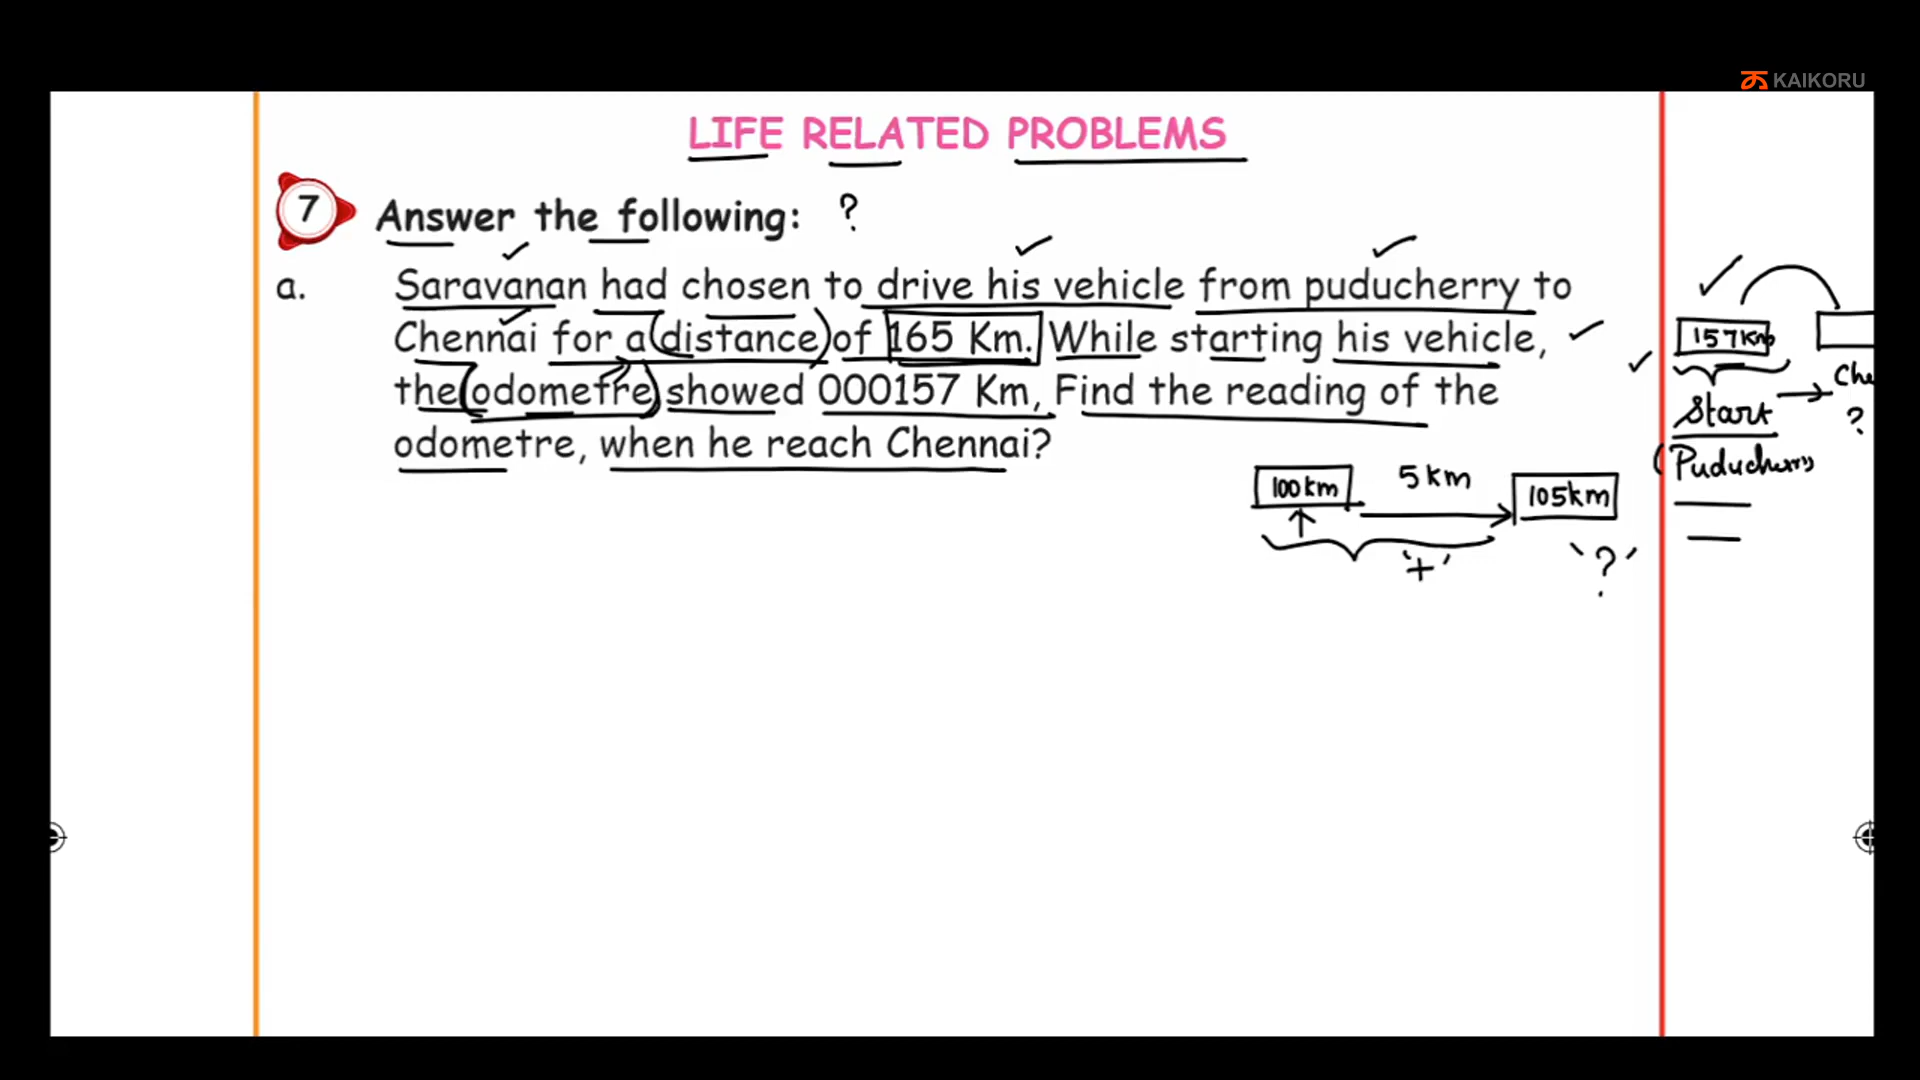 KAIKORU
LIFE RELATED PROBLEMS
7 Answer the following: ?
a. Saravanan had chosen to drive his vehicle from puducherry to
Chennai for a (distance) of 165 Km. While starting his vehicle,
the (odometre) showed 000157 Km, Find the reading of the
odometre, when he reach Chennai?
157Km
Che
Start
?
(Puducherry
100km 5km 105km
'+' '?'